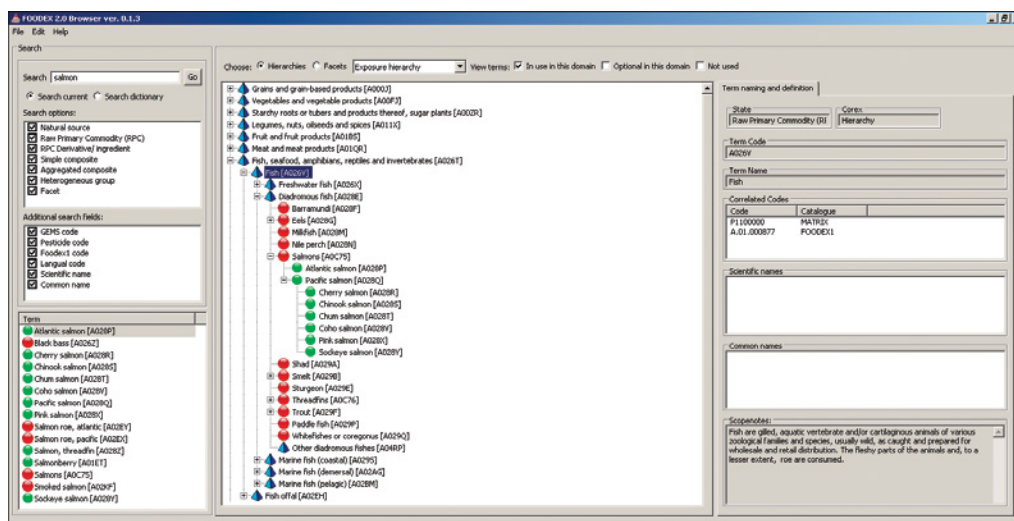 FOODEX 2.0 Browser ver. 0.1.3
File Edit Help
Search
Search salmon Go
Search current Search dictionary
Search options:
Natural source
Raw Primary Commodity (RPC)
RPC Derivative/ ingredient
Simple composite
Aggregated composite
Heterogeneous group
Facet
Additional search fields:
GEMS code
Pesticide code
Foodex1 code
Langual code
Scientific name
Common name
Term
Atlantic salmon [A028P]
Black bass [A026Z]
Cherry salmon [A028R]
Chinook salmon [A028S]
Chum salmon [A028T]
Coho salmon [A028V]
Pacific salmon [A028Q]
Pink salmon [A028X]
Salmon roe, atlantic [A02EY]
Salmon roe, pacific [A02EX]
Salmon, threadfin [A028Z]
Salmonberry [A01ET]
Salmons [A0C75]
Smoked salmon [A02KF]
Sockeye salmon [A028Y]
Choose: Hierarchies Facets Exposure hierarchy View terms: In use in this domain Optional in this domain Not used
Grains and grain-based products [A000J]
Vegetables and vegetable products [A00FJ]
Starchy roots or tubers and products thereof, sugar plants [A00ZR]
Legumes, nuts, oilseeds and spices [A011X]
Fruit and fruit products [A01BS]
Meat and meat products [A01QR]
Fish, seafood, amphibians, reptiles and invertebrates [A026T]
Fish [A026V]
Freshwater fish [A026X]
Diadromous fish [A028E]
Barramundi [A028F]
Eels [A028G]
Milkfish [A028M]
Nile perch [A028N]
Salmons [A0C75]
Atlantic salmon [A028P]
Pacific salmon [A028Q]
Cherry salmon [A028R]
Chinook salmon [A028S]
Chum salmon [A028T]
Coho salmon [A028V]
Pink salmon [A028X]
Sockeye salmon [A028Y]
Shad [A029A]
Smelt [A029B]
Sturgeon [A029E]
Threadfins [A0C76]
Trout [A029F]
Paddle fish [A029P]
Whitefishes or coregonus [A029Q]
Other diadromous fishes [A04RP]
Marine fish (coastal) [A0295]
Marine fish (demersal) [A02AG]
Marine fish (pelagic) [A02BM]
Fish offal [A02EH]
Term naming and definition
State Corex
Raw Primary Commodity (RI Hierarchy
Term Code
A026V
Term Name
Fish
Correlated Codes
Code Catalogue
P1100000 MATRIX
A.01.000877 FOODEX1
Scientific names
Common names
Scopenotes:
Fish are gilled, aquatic vertebrate and/or cartilaginous animals of various
zoological families and species, usually wild, as caught and prepared for
wholesale and retail distribution. The fleshy parts of the animals and, to a
lesser extent, roe are consumed.